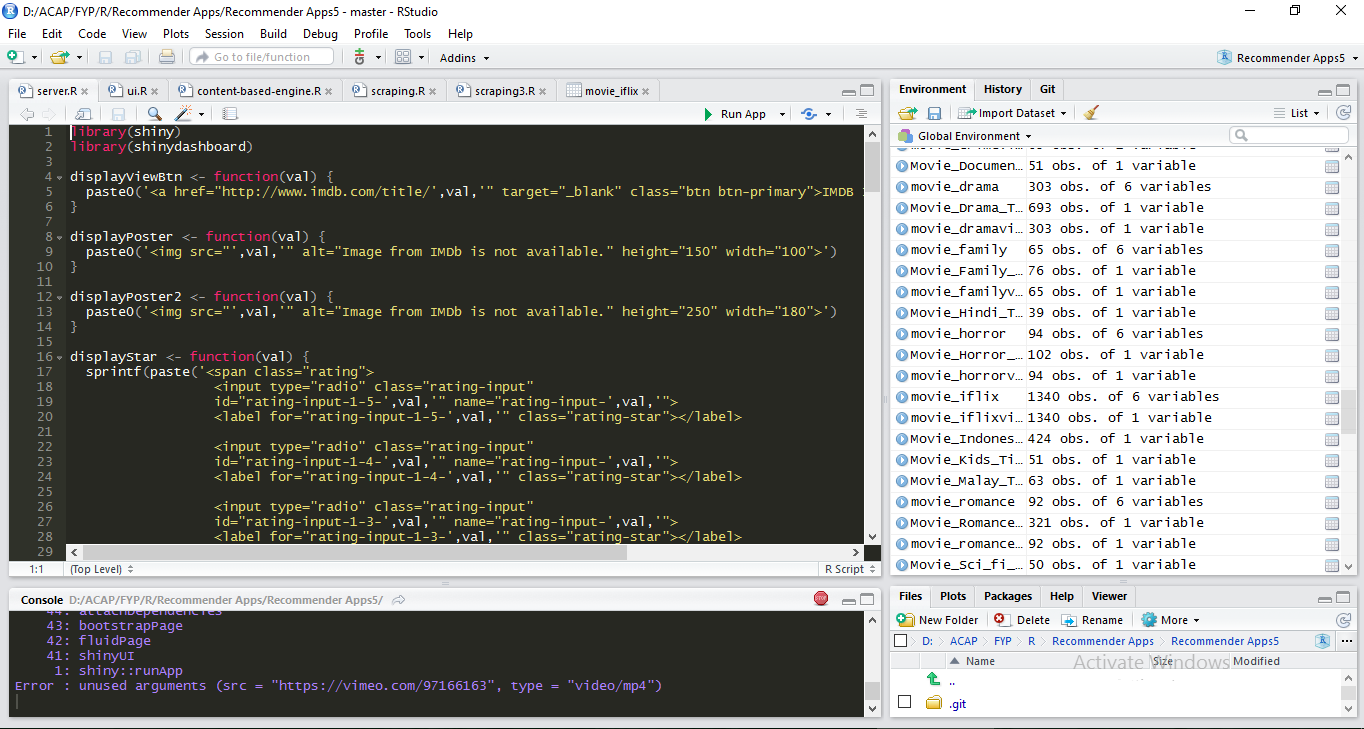 D:/ACAP/FYP/R/Recommender Apps/Recommender Apps5 - master - RStudio
File Edit Code View Plots Session Build Debug Profile Tools Help
Go to file/function Addins Recommender Apps5
server.R ui.R content-based-engine.R scraping.R scraping3.R movie_iflix
Run App
1 library(shiny)
2 library(shinydashboard)
3
4 displayViewBtn <- function(val) {
5 paste0('<a href="http://www.imdb.com/title/',val,'" target="_blank" class="btn btn-primary">IMDB
6 }
7
8 displayPoster <- function(val) {
9 paste0('<img src="',val,'" alt="Image from IMDb is not available." height="150" width="100">')
10 }
11
12 displayPoster2 <- function(val) {
13 paste0('<img src="',val,'" alt="Image from IMDb is not available." height="250" width="180">')
14 }
15
16 displayStar <- function(val) {
17 sprintf(paste('<span class="rating">
18 <input type="radio" class="rating-input"
19 id="rating-input-1-5-',val,'" name="rating-input-',val,'">
20 <label for="rating-input-1-5-',val,'" class="rating-star"></label>
21
22 <input type="radio" class="rating-input"
23 id="rating-input-1-4-',val,'" name="rating-input-',val,'">
24 <label for="rating-input-1-4-',val,'" class="rating-star"></label>
25
26 <input type="radio" class="rating-input"
27 id="rating-input-1-3-',val,'" name="rating-input-',val,'">
28 <label for="rating-input-1-3-',val,'" class="rating-star"></label>
29
1:1 (Top Level) R Script
Console D:/ACAP/FYP/R/Recommender Apps/Recommender Apps5/
STOP
44: attachDependencies
43: bootstrapPage
42: fluidPage
41: shinyUI
1: shiny::runApp
Error : unused arguments (src = "https://vimeo.com/97166163", type = "video/mp4")
Environment History Git
Import Dataset List
Global Environment
Movie_Documen... 51 obs. of 1 variable
movie_drama 303 obs. of 6 variables
Movie_Drama_T... 693 obs. of 1 variable
movie_dramavi... 303 obs. of 1 variable
movie_family 65 obs. of 6 variables
Movie_Family_... 76 obs. of 1 variable
movie_familyv... 65 obs. of 1 variable
Movie_Hindi_T... 39 obs. of 1 variable
movie_horror 94 obs. of 6 variables
Movie_Horror_... 102 obs. of 1 variable
movie_horrorv... 94 obs. of 1 variable
movie_iflix 1340 obs. of 6 variables
movie_iflixvi... 1340 obs. of 1 variable
Movie_Indones... 424 obs. of 1 variable
Movie_Kids_Ti... 51 obs. of 1 variable
Movie_Malay_T... 63 obs. of 1 variable
movie_romance 92 obs. of 6 variables
Movie_Romance... 321 obs. of 1 variable
movie_romance... 92 obs. of 1 variable
Movie_Sci_fi_... 50 obs. of 1 variable
Files Plots Packages Help Viewer
New Folder Delete Rename More
D: ACAP FYP R Recommender Apps Recommender Apps5 ...
Name Size Modified
Activate Windows
..
.git